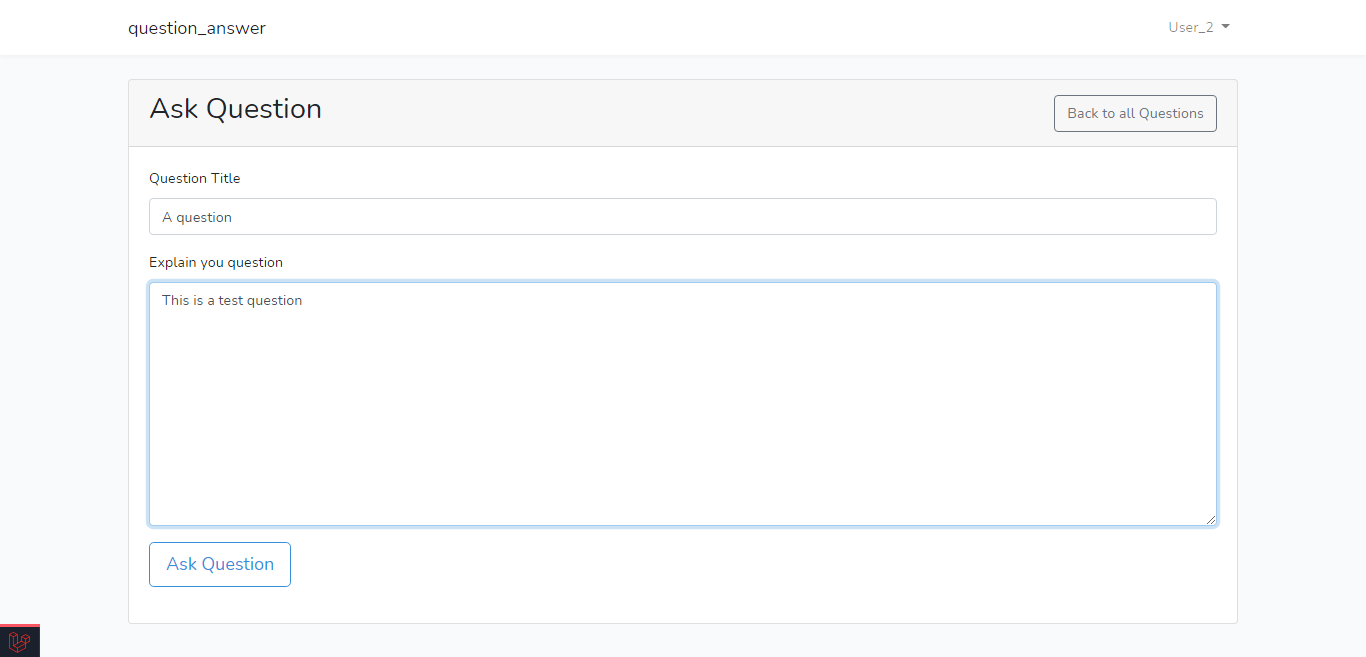 question_answer
User_2
Ask Question
Back to all Questions
Question Title
A question
Explain you question
This is a test question
Ask Question